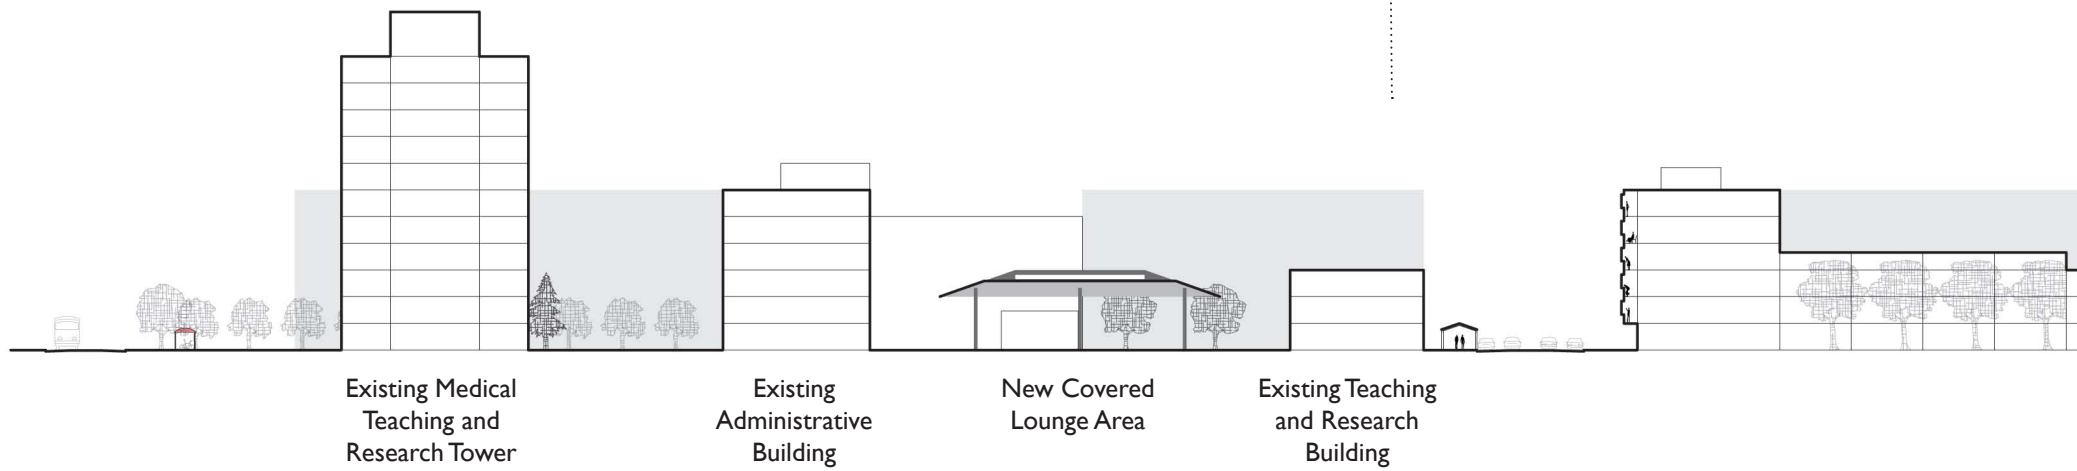 Existing Medical
Teaching and
Research Tower
Existing
Administrative
Building
New Covered
Lounge Area
Existing Teaching
and Research
Building